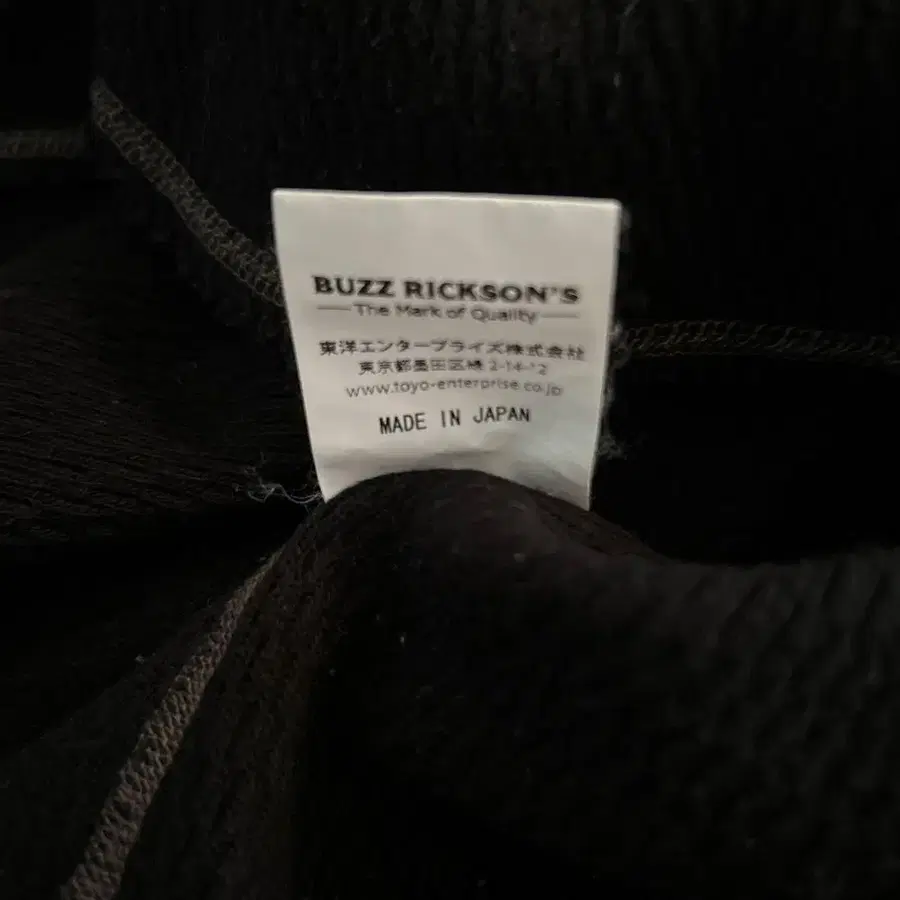 BUZZ RICKSON'S
The Mark of Quality
東洋エンタープライズ株式会社
東京都墨田区緑 2-14-12
www.toyo-enterprise.co.jp
MADE IN JAPAN